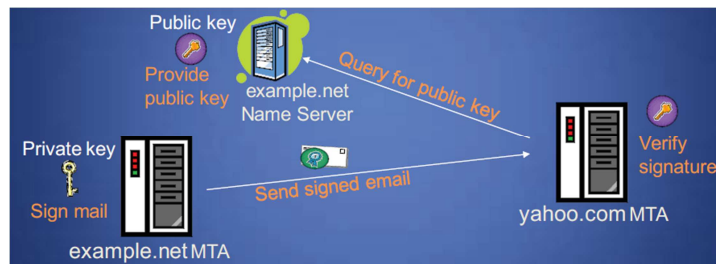 Public key
Provide
public key
example.net
Name Server
Query for public key
Private key
Sign mail
example.net MTA
Send signed email
Verify
signature
yahoo.com MTA